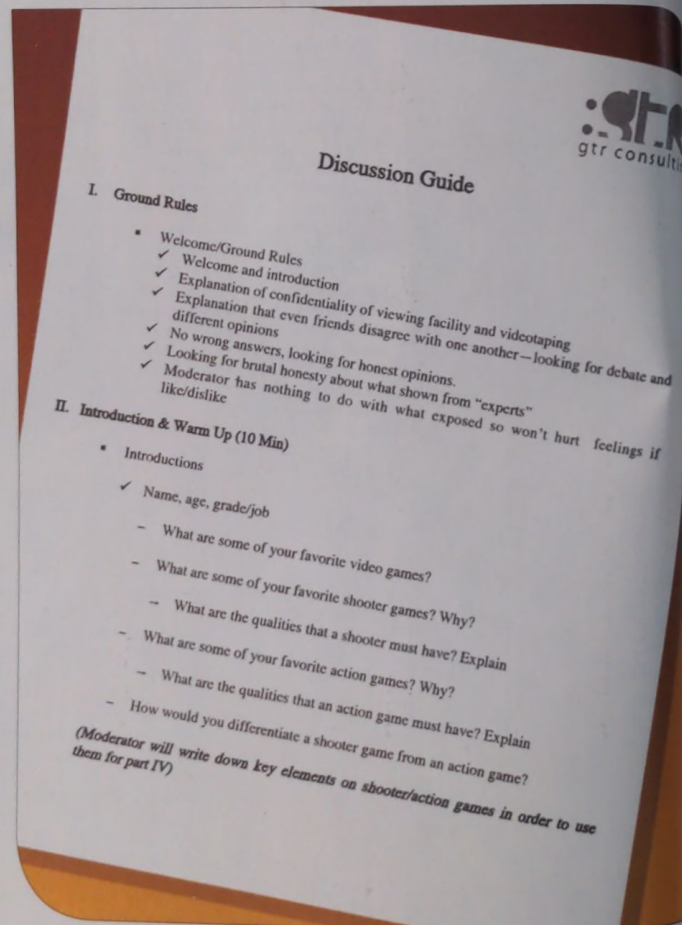 gtr
gtr consulti
Discussion Guide
I. Ground Rules
▪ Welcome/Ground Rules
✓ Welcome and introduction
✓ Explanation of confidentiality of viewing facility and videotaping
✓ Explanation that even friends disagree with one another—looking for debate and
different opinions
✓ No wrong answers, looking for honest opinions.
✓ Looking for brutal honesty about what shown from "experts"
✓ Moderator has nothing to do with what exposed so won't hurt feelings if
like/dislike
II. Introduction & Warm Up (10 Min)
▪ Introductions
✓ Name, age, grade/job
– What are some of your favorite video games?
– What are some of your favorite shooter games? Why?
– What are the qualities that a shooter must have? Explain
– What are some of your favorite action games? Why?
– What are the qualities that an action game must have? Explain
– How would you differentiate a shooter game from an action game?
(Moderator will write down key elements on shooter/action games in order to use
them for part IV)